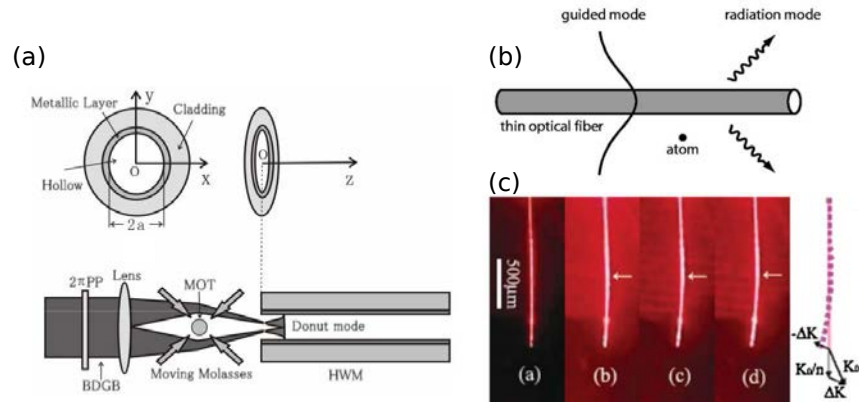 (a)
y
Metallic Layer
Cladding
O
X
Hollow
2a
O
Z
2πPP
Lens
MOT
Donut mode
BDGB
Moving Molasses
HWM
(b)
guided mode
radiation mode
thin optical fiber
atom
(c)
500μm
(a)
(b)
(c)
(d)
-ΔK
K₀/n
K₀
ΔK